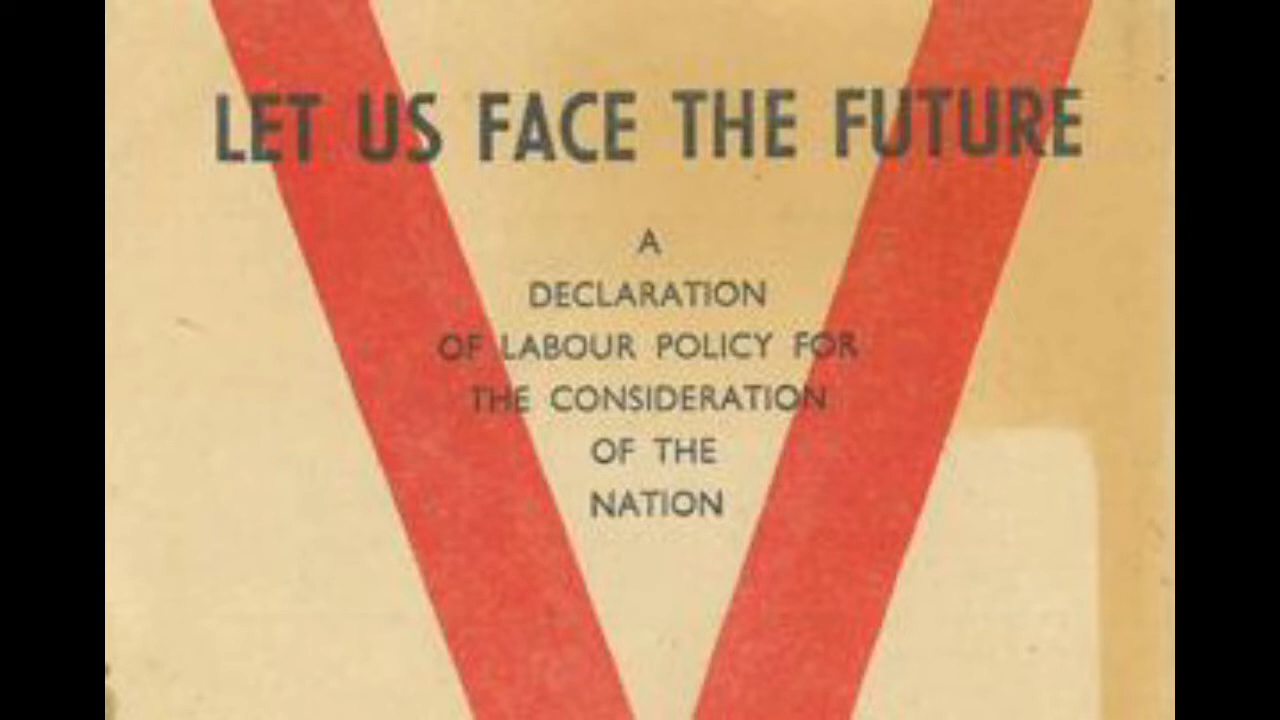 LET US FACE THE FUTURE
A
DECLARATION
OF LABOUR POLICY FOR
THE CONSIDERATION
OF THE
NATION